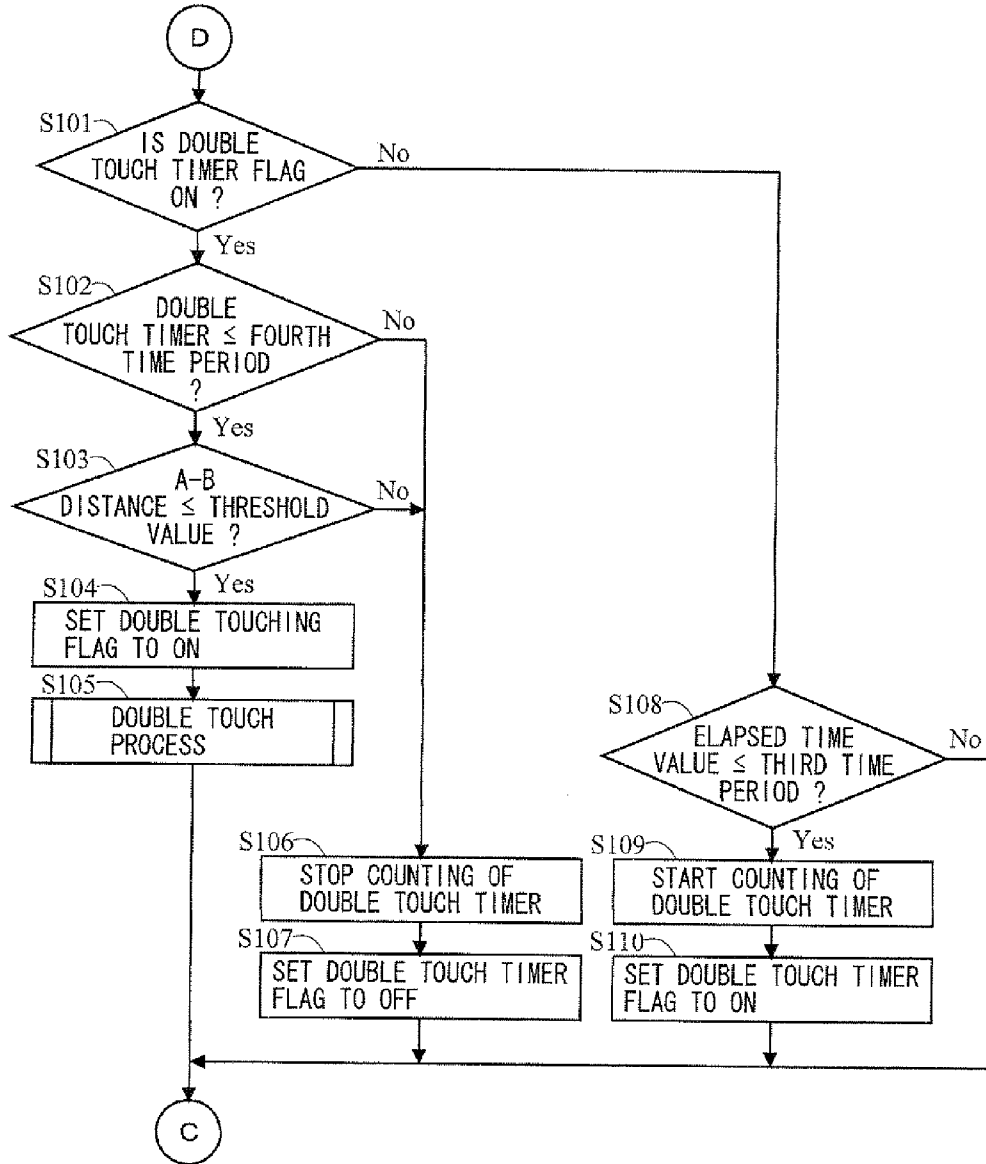 D
S101
IS DOUBLE
TOUCH TIMER FLAG
ON ?
No
Yes
S102
DOUBLE
TOUCH TIMER ≤ FOURTH
TIME PERIOD
?
No
Yes
S103
A-B
DISTANCE ≤ THRESHOLD
VALUE ?
No
Yes
S104
SET DOUBLE TOUCHING
FLAG TO ON
S105
DOUBLE TOUCH
PROCESS
S108
ELAPSED TIME
VALUE ≤ THIRD TIME
PERIOD ?
No
Yes
S106
STOP COUNTING OF
DOUBLE TOUCH TIMER
S107
SET DOUBLE TOUCH TIMER
FLAG TO OFF
S109
START COUNTING OF
DOUBLE TOUCH TIMER
S110
SET DOUBLE TOUCH TIMER
FLAG TO ON
C